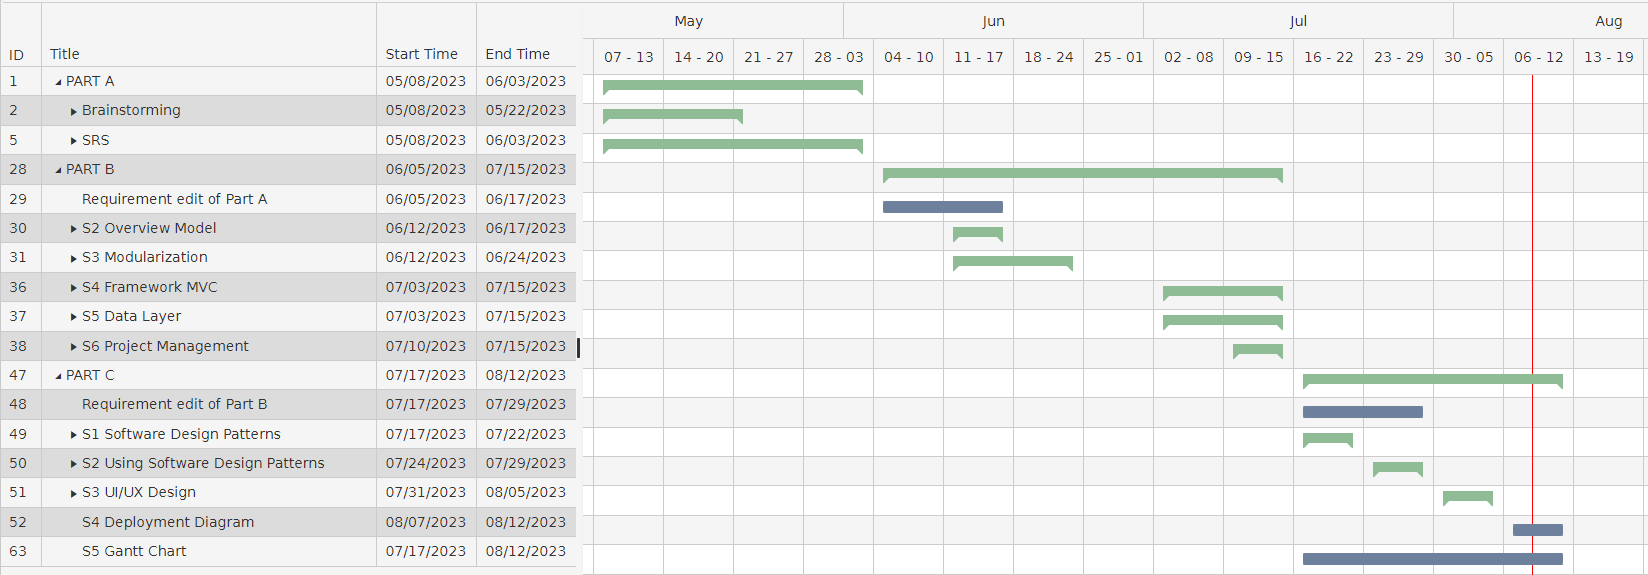 May Jun Jul Aug
ID Title Start Time End Time 07 - 13 14 - 20 21 - 27 28 - 03 04 - 10 11 - 17 18 - 24 25 - 01 02 - 08 09 - 15 16 - 22 23 - 29 30 - 05 06 - 12 13 - 19
1 PART A 05/08/2023 06/03/2023
2 Brainstorming 05/08/2023 05/22/2023
5 SRS 05/08/2023 06/03/2023
28 PART B 06/05/2023 07/15/2023
29 Requirement edit of Part A 06/05/2023 06/17/2023
30 S2 Overview Model 06/12/2023 06/17/2023
31 S3 Modularization 06/12/2023 06/24/2023
36 S4 Framework MVC 07/03/2023 07/15/2023
37 S5 Data Layer 07/03/2023 07/15/2023
38 S6 Project Management 07/10/2023 07/15/2023
47 PART C 07/17/2023 08/12/2023
48 Requirement edit of Part B 07/17/2023 07/29/2023
49 S1 Software Design Patterns 07/17/2023 07/22/2023
50 S2 Using Software Design Patterns 07/24/2023 07/29/2023
51 S3 UI/UX Design 07/31/2023 08/05/2023
52 S4 Deployment Diagram 08/07/2023 08/12/2023
63 S5 Gantt Chart 07/17/2023 08/12/2023